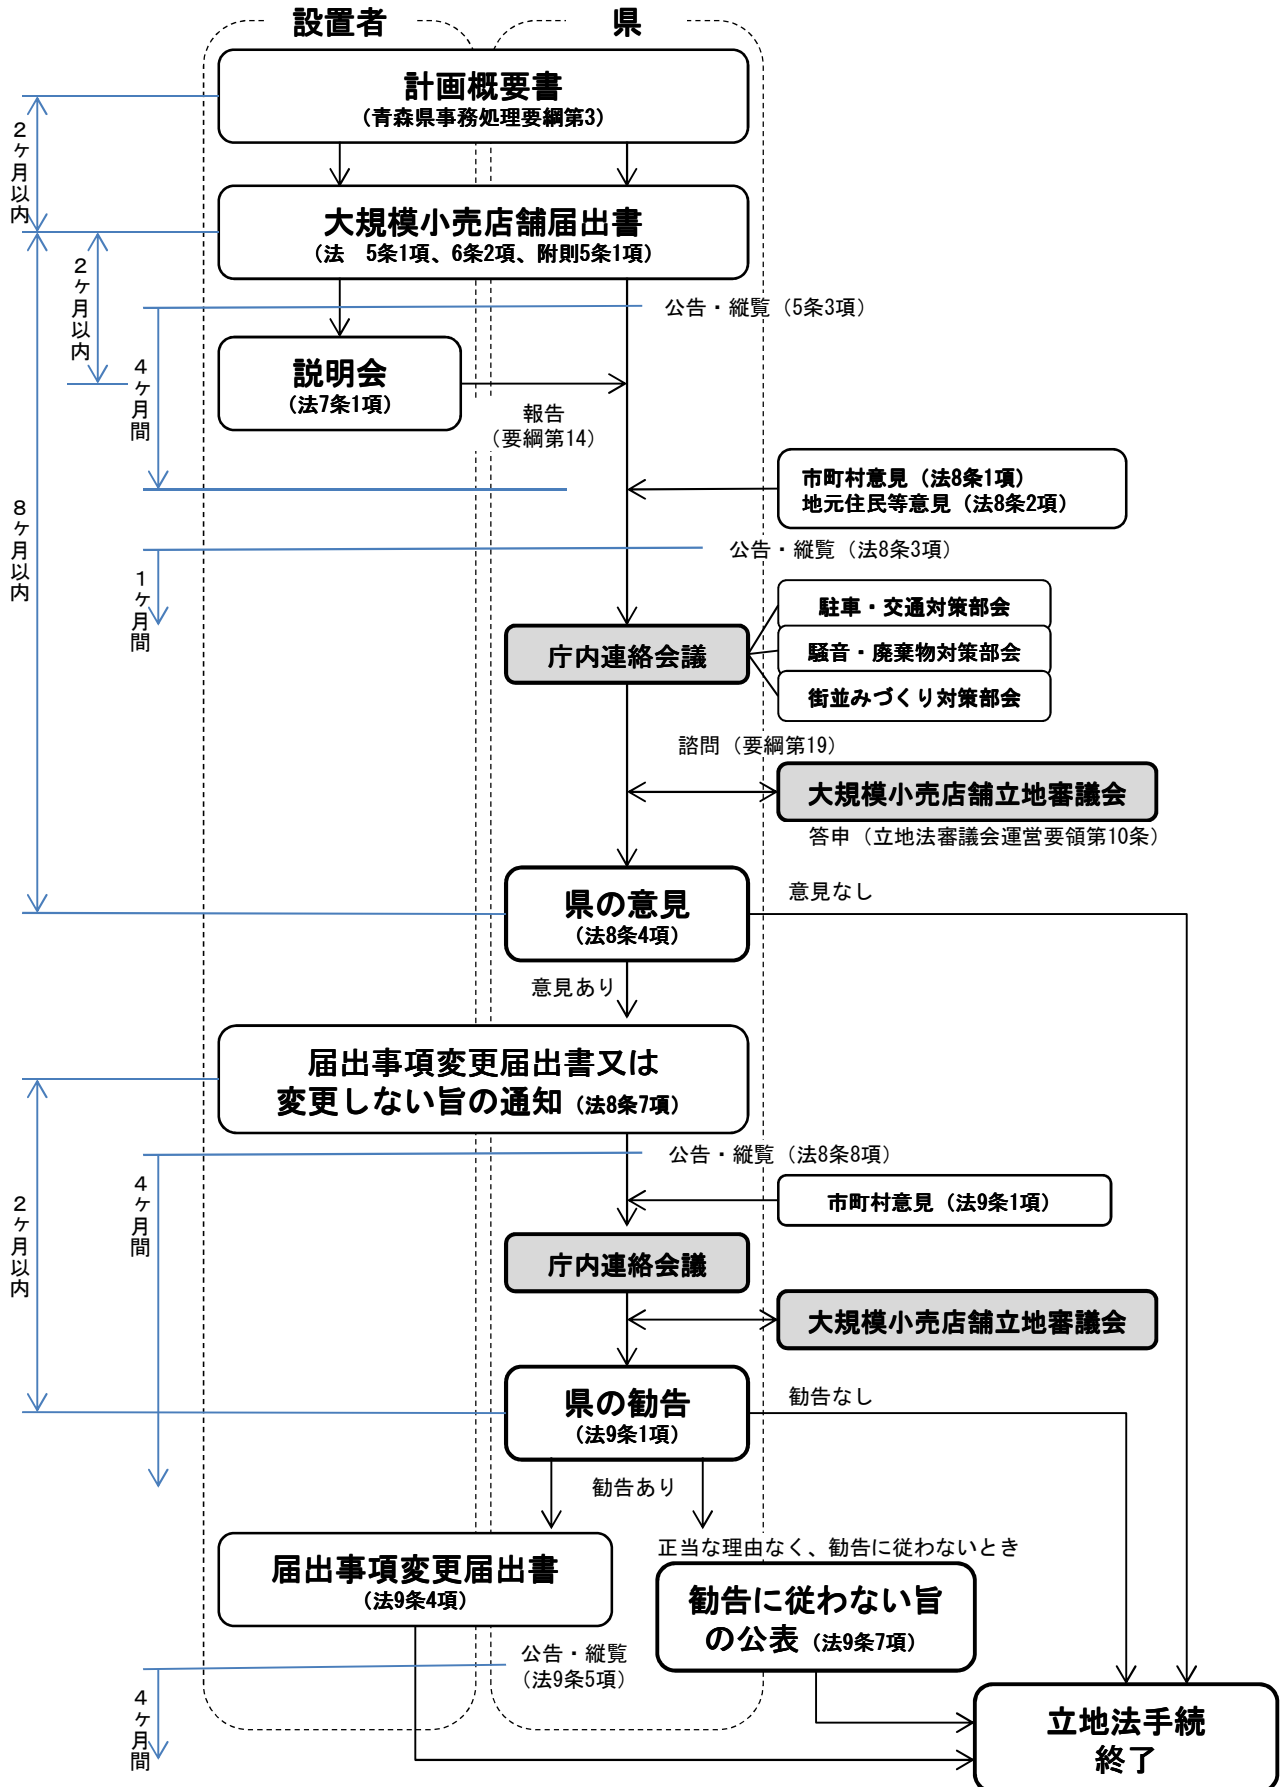 設置者
県
計画概要書
(青森県事務処理要綱第3)
2ヶ月以内
大規模小売店舗届出書
(法　5条1項、6条2項、附則5条1項)
2ヶ月以内
公告・縦覧（5条3項）
説明会
(法7条1項)
4ヶ月間
報告
(要綱第14)
市町村意見（法8条1項）
地元住民等意見（法8条2項）
8ヶ月以内
公告・縦覧（法8条3項）
1ヶ月間
駐車・交通対策部会
庁内連絡会議
騒音・廃棄物対策部会
街並みづくり対策部会
諮問（要綱第19）
大規模小売店舗立地審議会
答申（立地法審議会運営要領第10条）
県の意見
(法8条4項)
意見なし
意見あり
届出事項変更届出書又は
変更しない旨の通知（法8条7項）
公告・縦覧（法8条8項）
4ヶ月間
2ヶ月以内
市町村意見（法9条1項）
庁内連絡会議
大規模小売店舗立地審議会
県の勧告
(法9条1項)
勧告なし
勧告あり
届出事項変更届出書
(法9条4項)
正当な理由なく、勧告に従わないとき
勧告に従わない旨
の公表（法9条7項）
公告・縦覧
(法9条5項)
4ヶ月間
立地法手続
終了